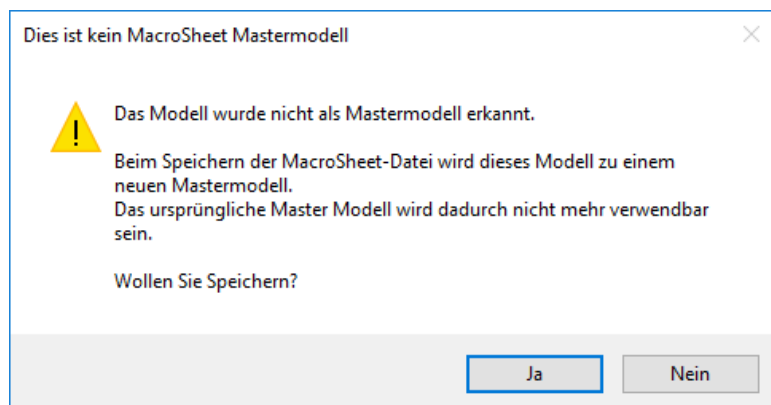 Dies ist kein MacroSheet Mastermodell
Das Modell wurde nicht als Mastermodell erkannt.
Beim Speichern der MacroSheet-Datei wird dieses Modell zu einem
neuen Mastermodell.
Das ursprüngliche Master Modell wird dadurch nicht mehr verwendbar
sein.
Wollen Sie Speichern?
Ja
Nein